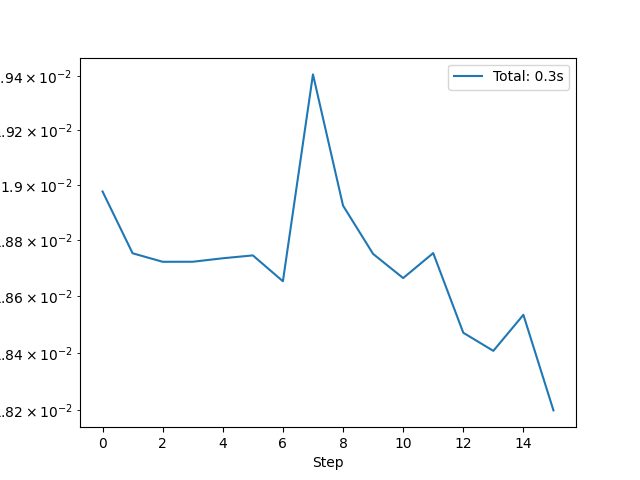 Total: 0.3s
.94 × 10⁻²
.92 × 10⁻²
1.9 × 10⁻²
.88 × 10⁻²
.86 × 10⁻²
.84 × 10⁻²
.82 × 10⁻²
0 2 4 6 8 10 12 14
Step